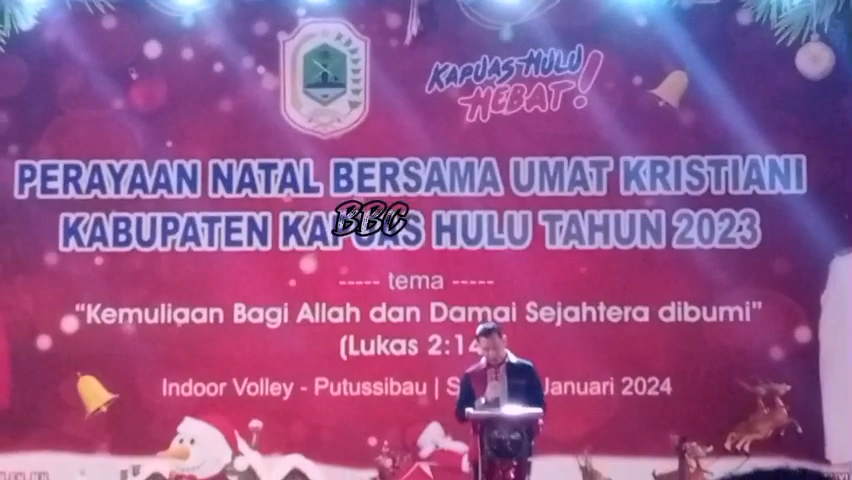 KAPUAS HULU
HEBAT!
PERAYAAN NATAL BERSAMA UMAT KRISTIANI
KABUPATEN KAPUAS HULU TAHUN 2023
BBC
----- tema -----
“Kemuliaan Bagi Allah dan Damai Sejahtera dibumi”
(Lukas 2:14
Indoor Volley - Putussibau | Januari 2024